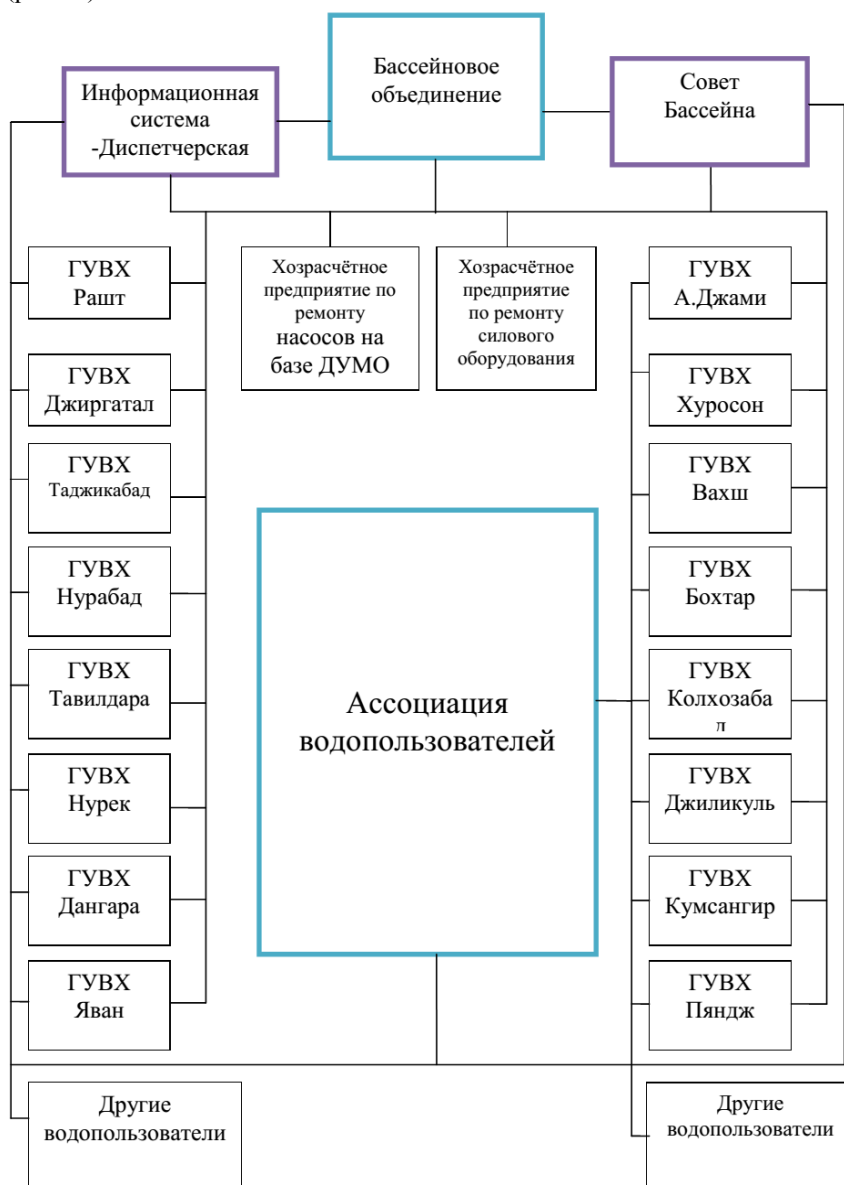 Бассейновое
объединение
Информационная
система
-Диспетчерская
Совет
Бассейна
ГУВХ
Рашт
Хозрасчётное
предприятие по
ремонту
насосов на
базе ДУМО
Хозрасчётное
предприятие
по ремонту
силового
оборудования
ГУВХ
А.Джами
ГУВХ
Джиргатал
ГУВХ
Хуросон
ГУВХ
Таджикабад
ГУВХ
Вахш
ГУВХ
Нурабад
ГУВХ
Бохтар
ГУВХ
Тавилдара
Ассоциация
водопользователей
ГУВХ
Колхозаба
ГУВХ
Нурек
ГУВХ
Джиликуль
ГУВХ
Дангара
ГУВХ
Кумсангир
ГУВХ
Яван
ГУВХ
Пяндж
Другие
водопользователи
Другие
водопользователи